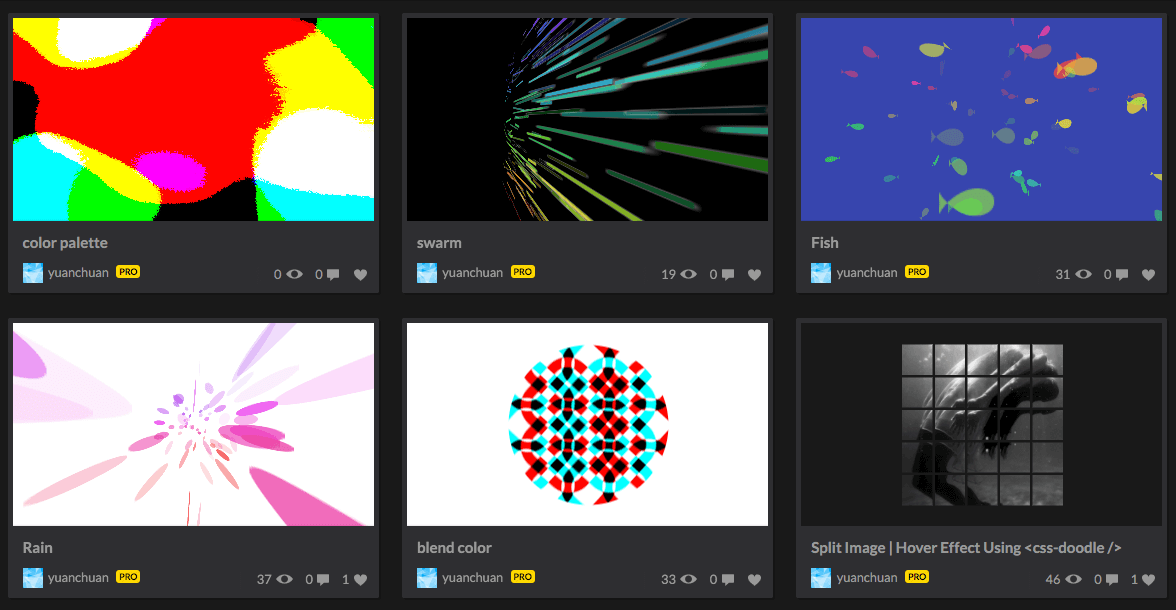 color palette
yuanchuan PRO 0 0
swarm
yuanchuan PRO 19 0
Fish
yuanchuan PRO 31 0
Rain
yuanchuan PRO 37 0 1
blend color
yuanchuan PRO 33 0
Split Image | Hover Effect Using <css-doodle />
yuanchuan PRO 46 0 1